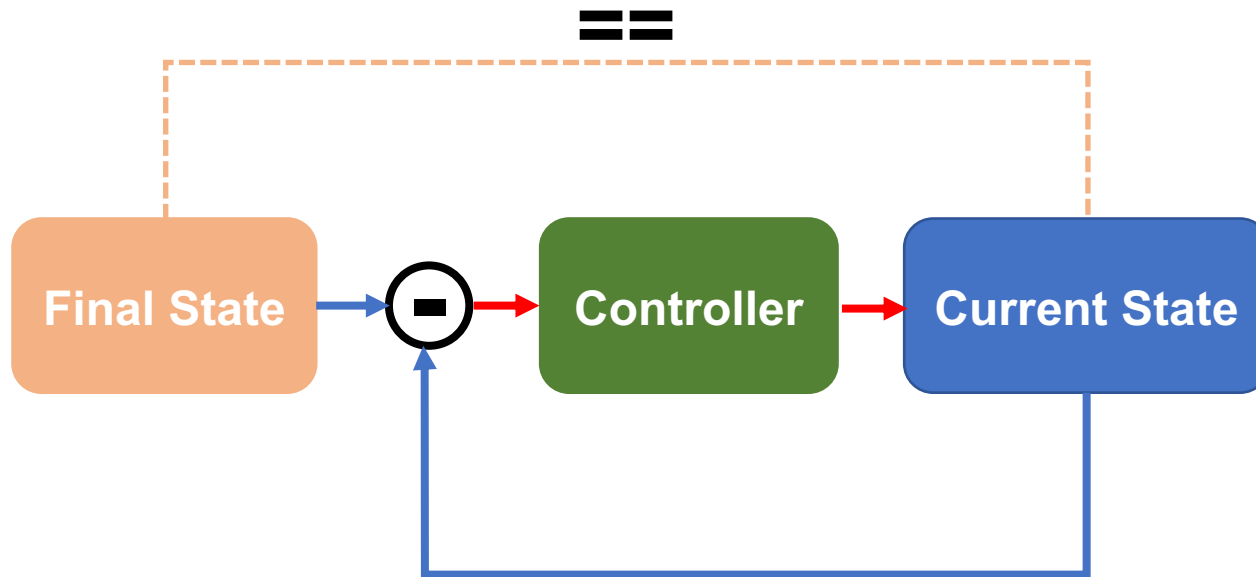 ==
Final State
-
Controller
Current State